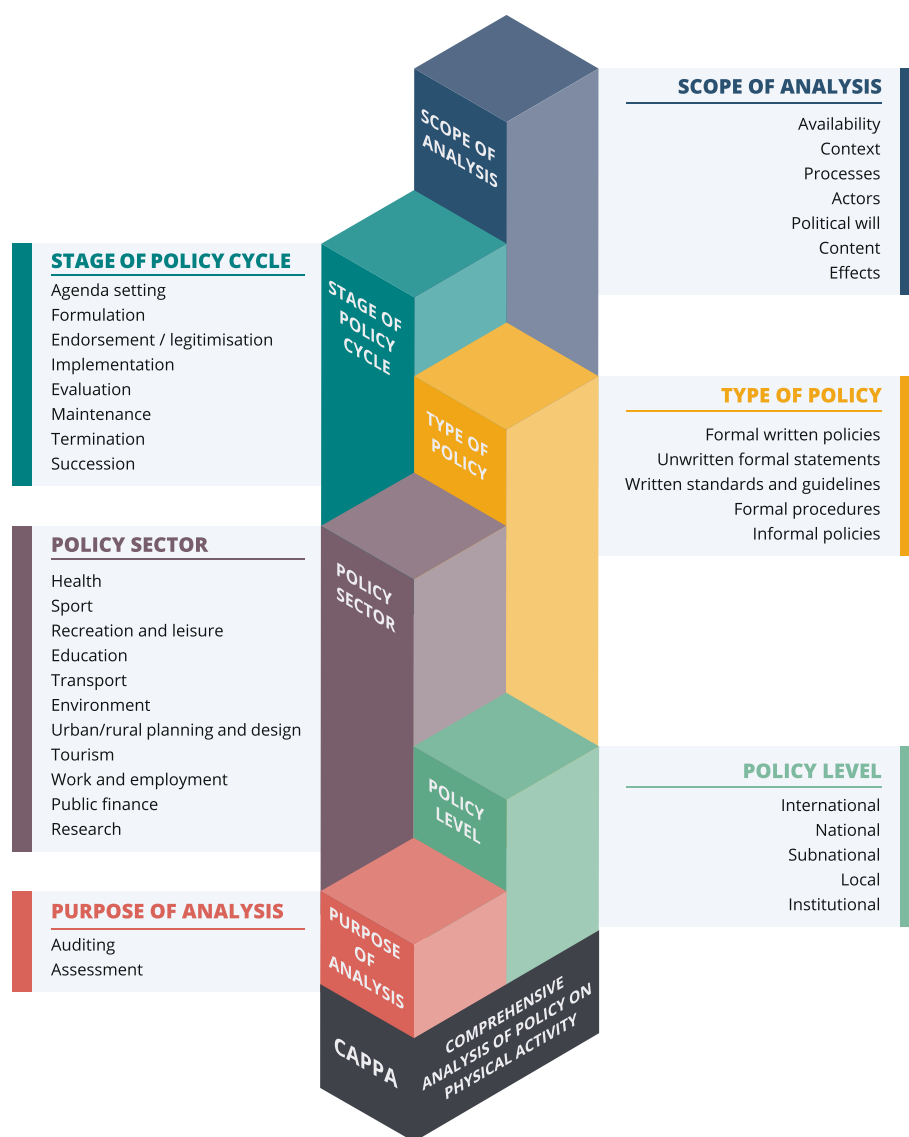 SCOPE OF
ANALYSIS
SCOPE OF ANALYSIS
Availability
Context
Processes
Actors
Political will
Content
Effects
STAGE OF POLICY CYCLE
Agenda setting
Formulation
Endorsement / legitimisation
Implementation
Evaluation
Maintenance
Termination
Succession
STAGE OF
POLICY
CYCLE
TYPE OF
POLICY
TYPE OF POLICY
Formal written policies
Unwritten formal statements
Written standards and guidelines
Formal procedures
Informal policies
POLICY SECTOR
Health
Sport
Recreation and leisure
Education
Transport
Environment
Urban/rural planning and design
Tourism
Work and employment
Public finance
Research
POLICY
SECTOR
POLICY
LEVEL
POLICY LEVEL
International
National
Subnational
Local
Institutional
PURPOSE OF ANALYSIS
Auditing
Assessment
PURPOSE
OF
ANALYSIS
CAPPA
COMPREHENSIVE
ANALYSIS OF POLICY ON
PHYSICAL ACTIVITY